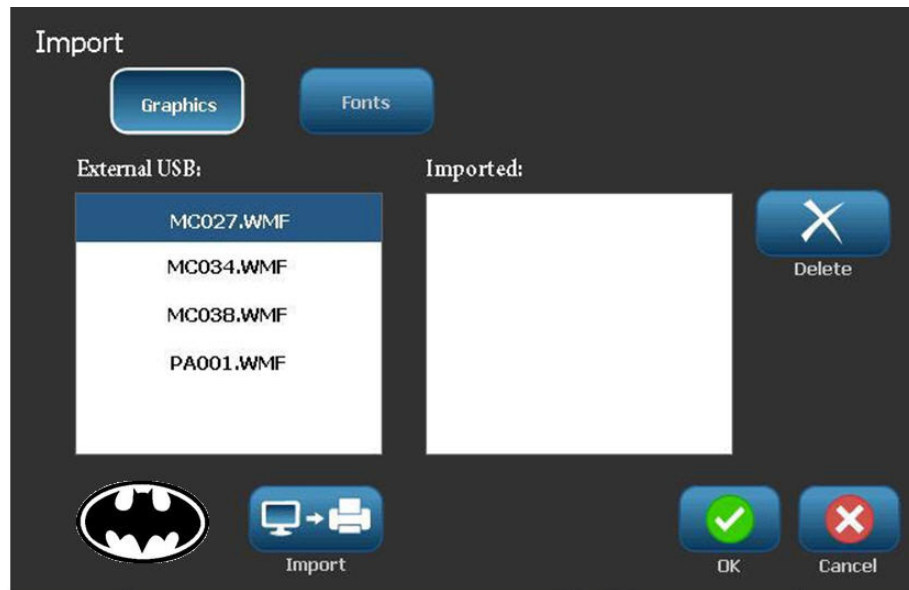 Import
Graphics
Fonts
External USB:
Imported:
MC027.WMF
MC034.WMF
MC038.WMF
PA001.WMF
Delete
Import
OK
Cancel